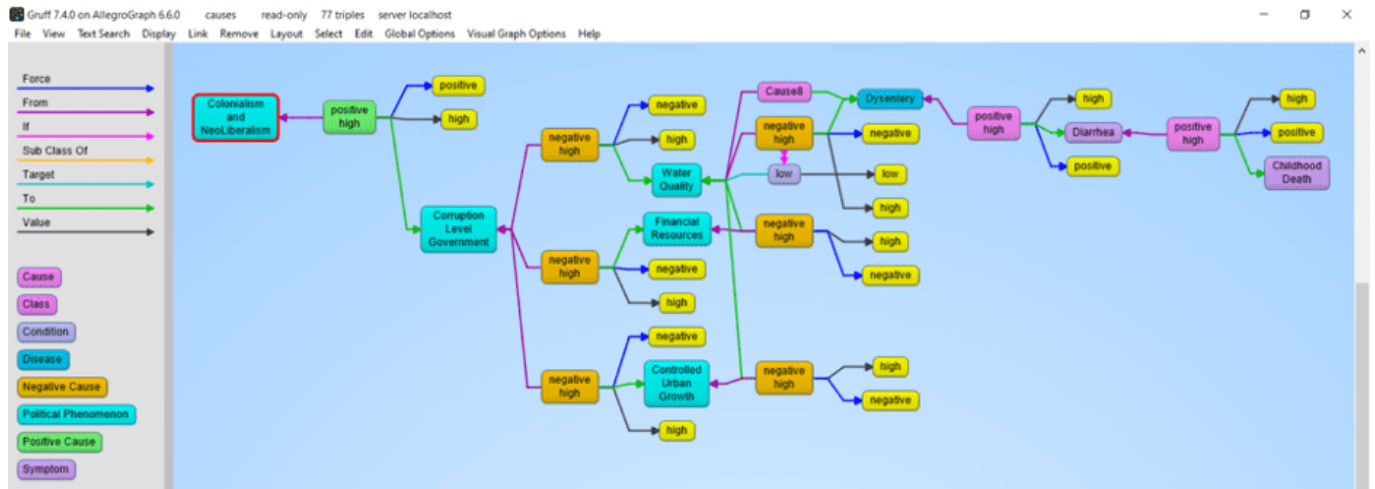 Gruff 7.4.0 on AllegroGraph 6.6.0 causes read-only 77 triples server localhost
File View Text Search Display Link Remove Layout Select Edit Global Options Visual Graph Options Help
Force
From
If
Sub Class Of
Target
To
Value
Cause
Class
Condition
Disease
Negative Cause
Political Phenomenon
Positive Cause
Symptom
Colonialism
and
NeoLiberalism
positive
high
positive
high
Corruption
Level
Government
negative
high
negative
high
Water
Quality
negative
high
Financial
Resources
negative
high
negative
high
negative
Controlled
Urban
Growth
high
Cause8
negative
high
low
Dysentery
negative
low
high
negative
high
high
negative
negative
high
high
negative
positive
high
high
Diarrhea
positive
positive
high
high
positive
Childhood
Death